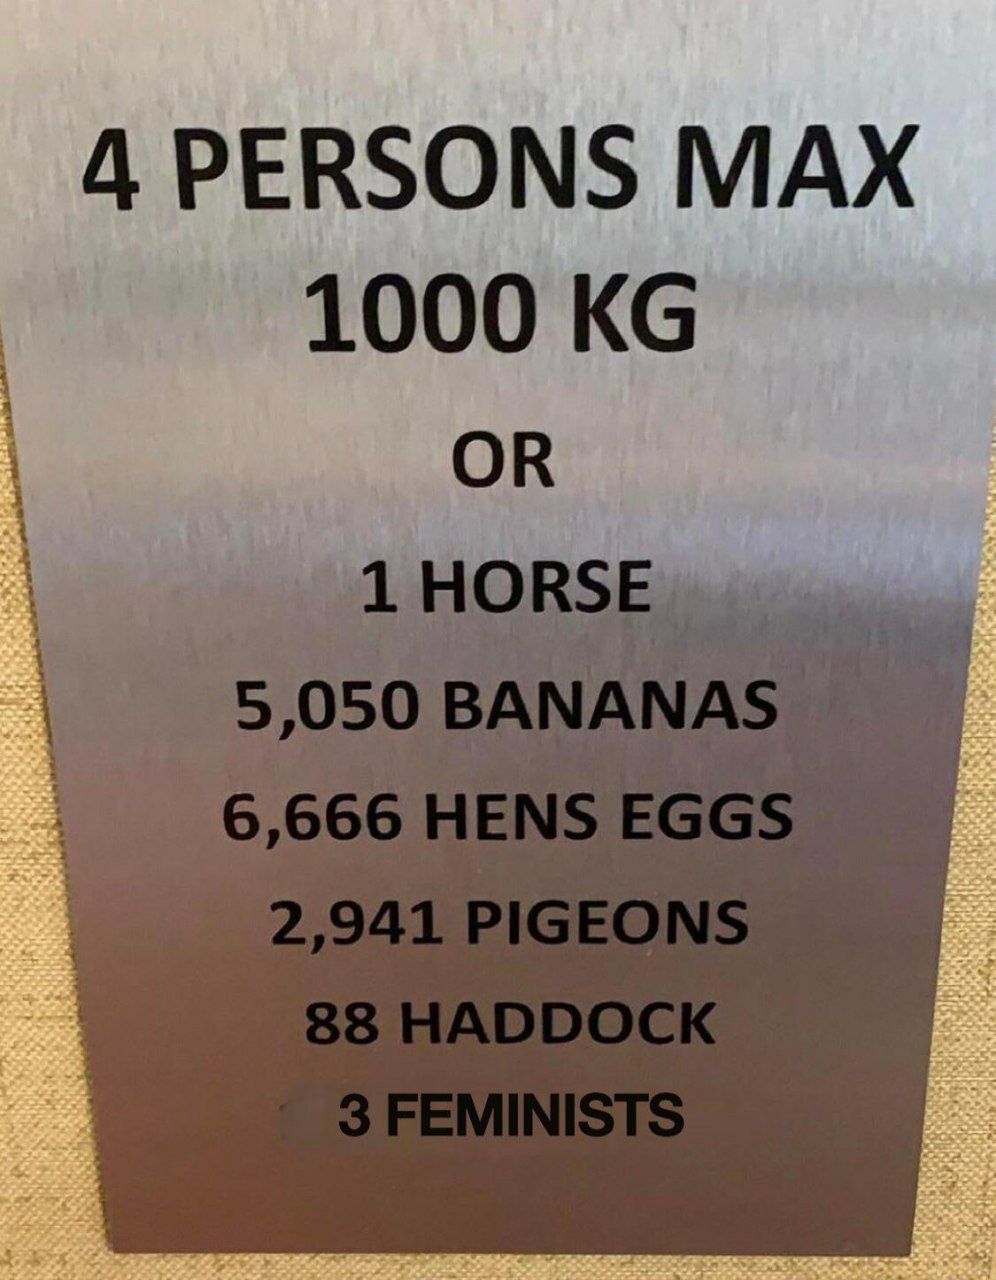 4 PERSONS MAX
1000 KG
OR
1 HORSE
5,050 BANANAS
6,666 HENS EGGS
2,941 PIGEONS
88 HADDOCK
3 FEMINISTS